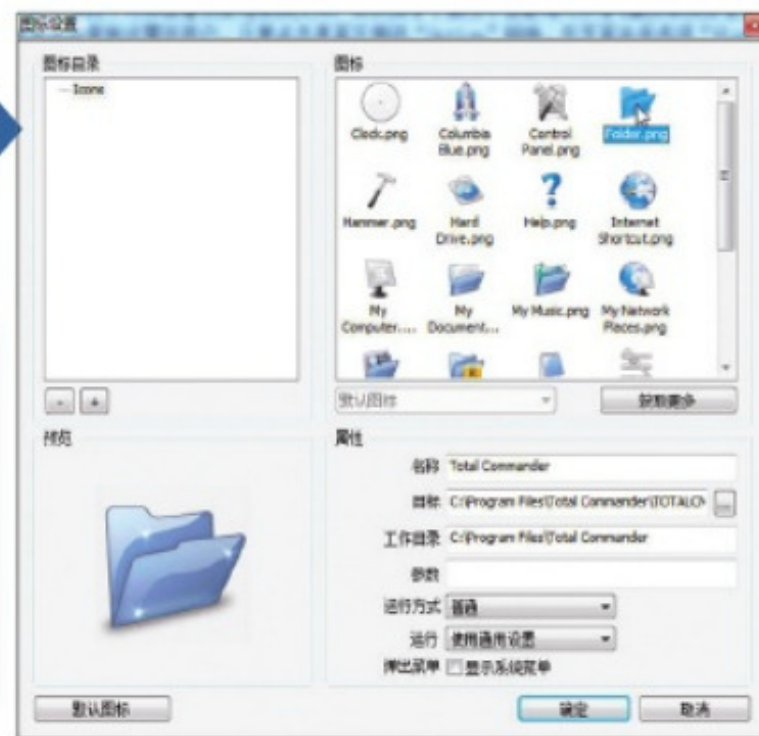 图标设置
图标目录
Icons
- +
图标
Clock.png
Columbia Blue.png
Control Panel.png
Folder.png
Hammer.png
Hard Drive.png
Help.png
Internet Shortcut.png
My Computer....
My Document...
My Music.png
My Network Places.png
默认图标
获取更多
预览
属性
名称 Total Commander
目标 C:\Program Files\Total Commander\TOTALCM ...
工作目录 C:\Program Files\Total Commander
参数
运行方式 普通
运行 使用通用设置
弹出菜单 显示系统菜单
默认图标
确定
取消